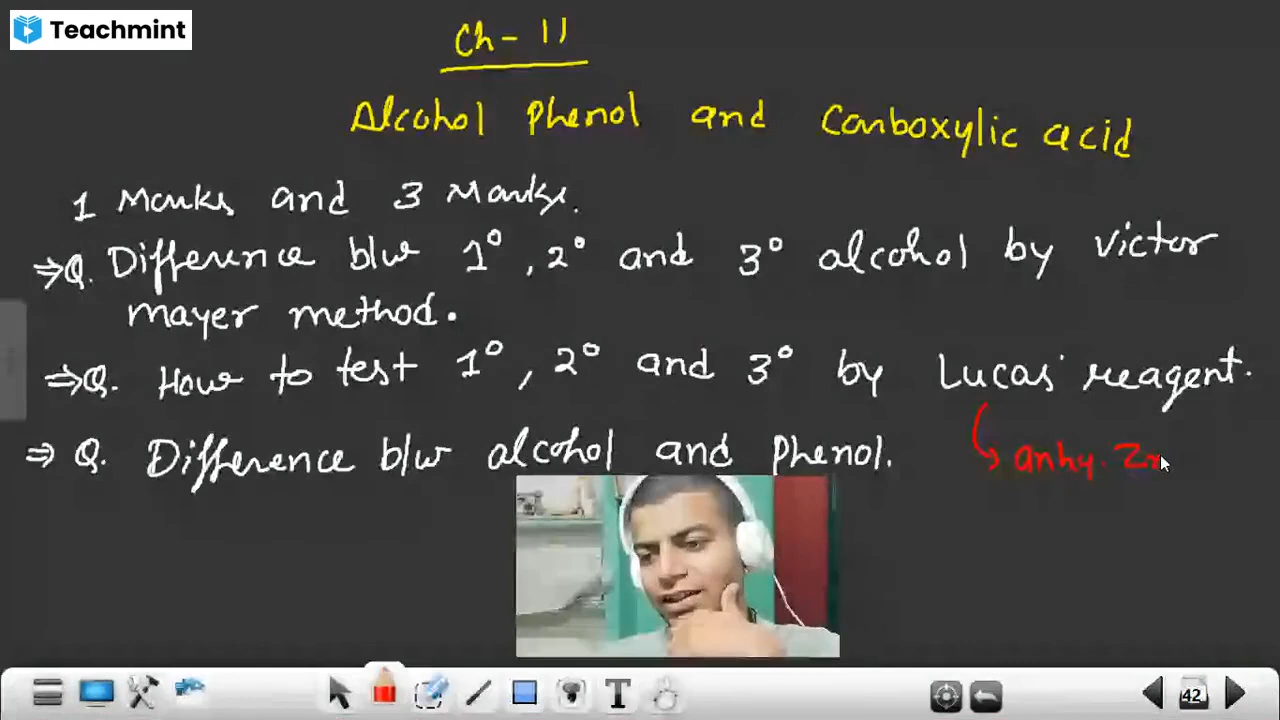 Teachmint
Ch - 11
Alcohol Phenol and Carboxylic acid
1 Marks and 3 Marks.
⇒Q. Difference b/w 1°, 2° and 3° alcohol by victor
mayer method.
⇒Q. How to test 1°, 2° and 3° by Lucas reagent.
⇒ Q. Difference b/w alcohol and Phenol.
↳ anhy. Zn
42